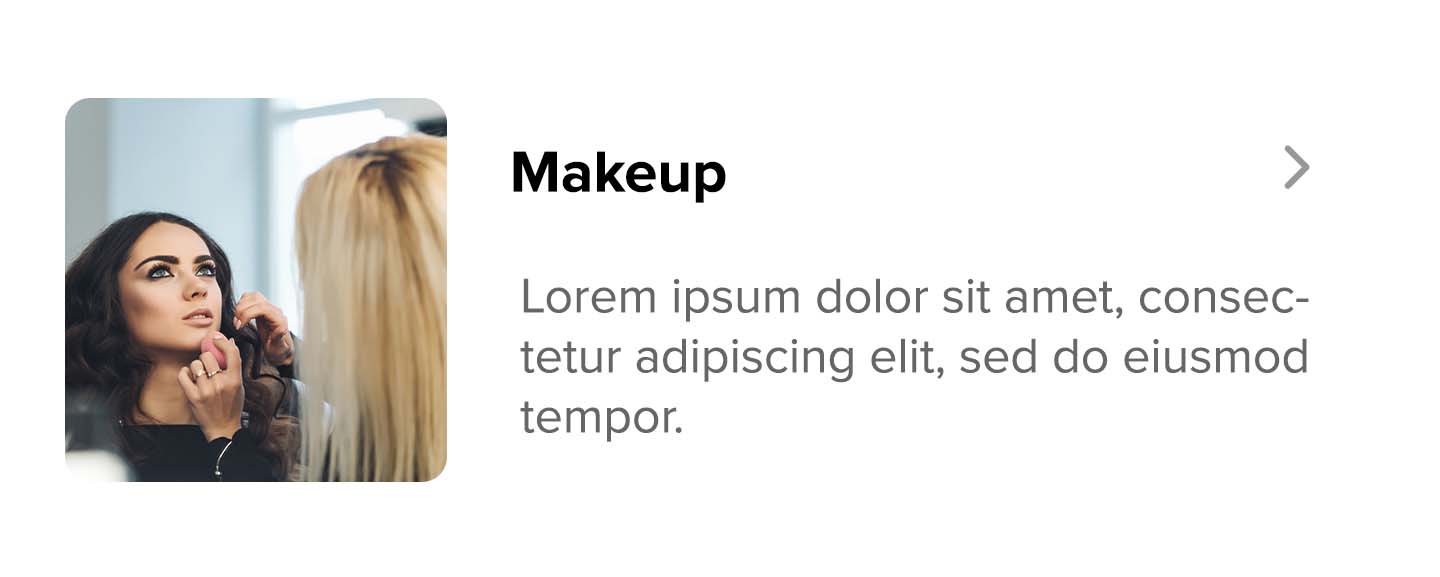 Makeup
Lorem ipsum dolor sit amet, consec-
tetur adipiscing elit, sed do eiusmod
tempor.